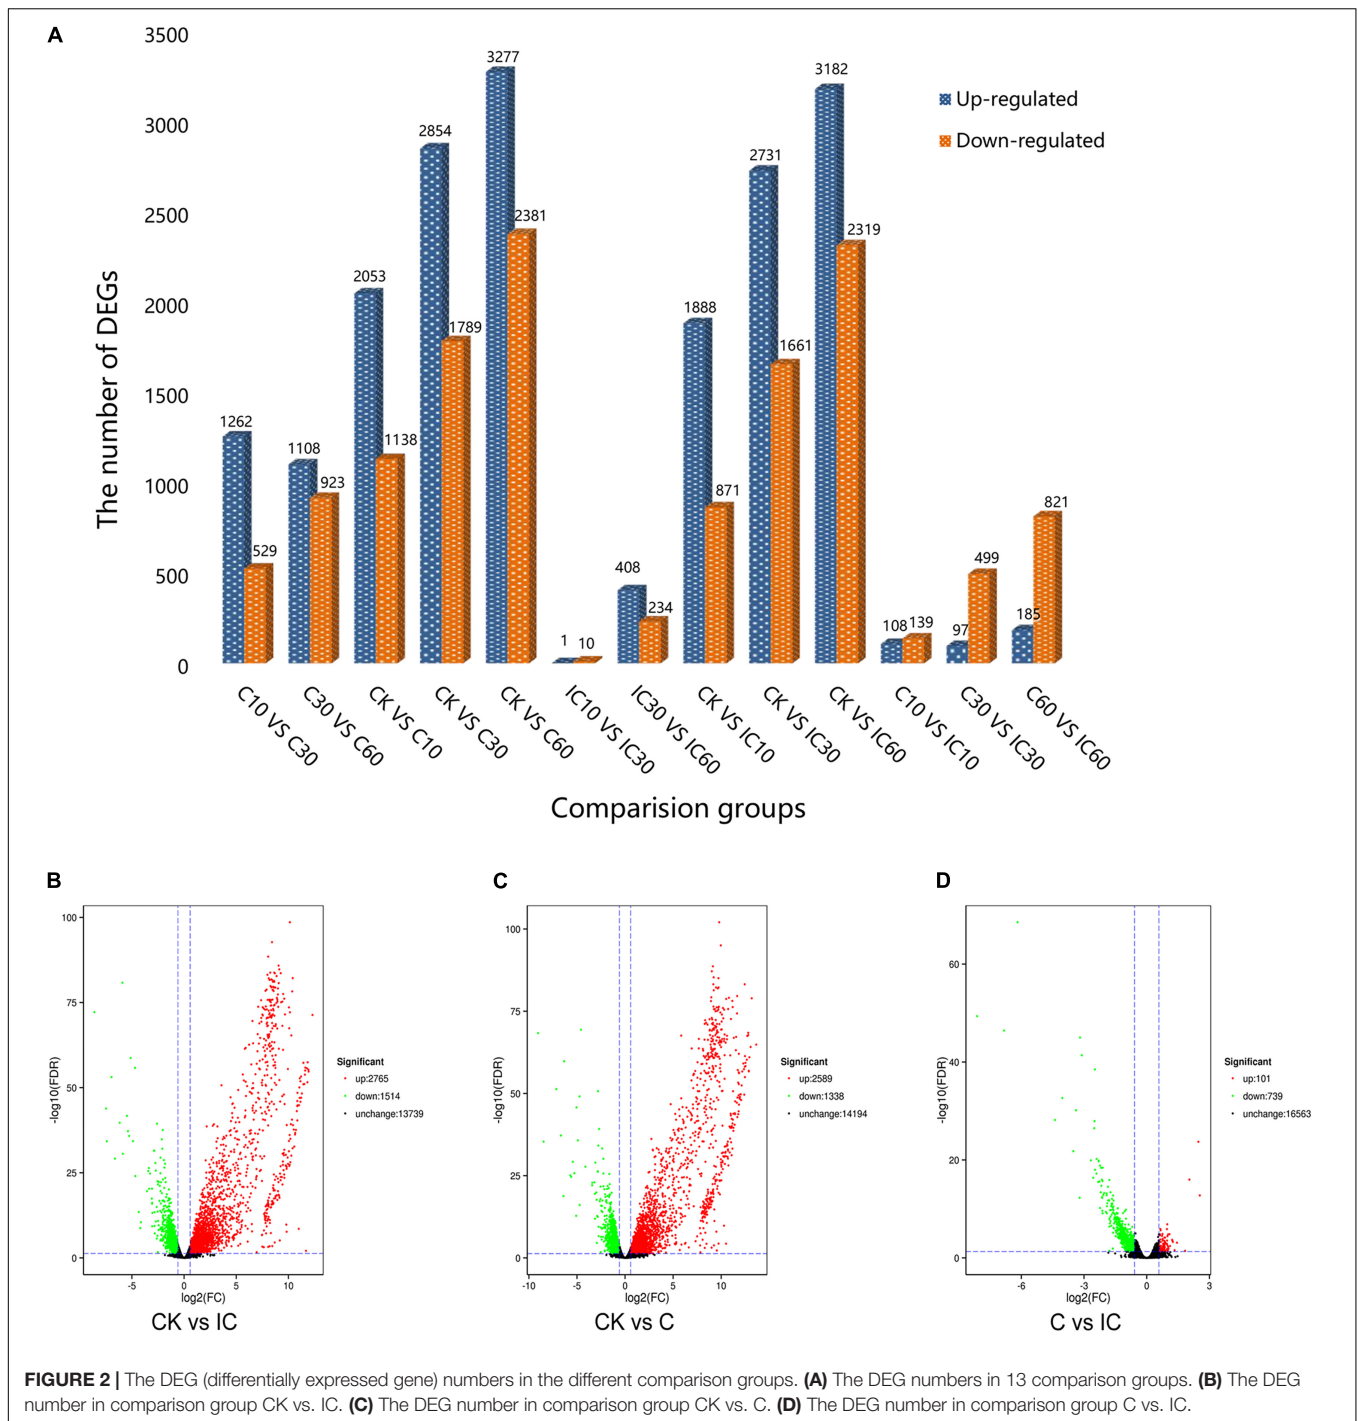 A
3500
3000
2500
2000
1500
1000
500
0
The number of DEGs
Up-regulated
Down-regulated
1262
529
1108
923
2053
1138
2854
1789
3277
2381
1
10
408
234
1888
871
2731
1661
3182
2319
108
139
97
499
185
821
C10 VS C30
C30 VS C60
CK VS C10
CK VS C30
CK VS C60
IC10 VS IC30
IC30 VS IC60
CK VS IC10
CK VS IC30
CK VS IC60
C10 VS IC10
C30 VS IC30
C60 VS IC60
Comparision groups
B
100
75
50
25
0
-log10(FDR)
-5
0
5
10
log2(FC)
Significant
up:2765
down:1514
unchange:13739
CK vs IC
C
100
75
50
25
0
-log10(FDR)
-10
-5
0
5
10
log2(FC)
Significant
up:2589
down:1338
unchange:14194
CK vs C
D
60
40
20
0
-log10(FDR)
-6
-3
0
3
log2(FC)
Significant
up:101
down:739
unchange:16563
C vs IC
FIGURE 2 | The DEG (differentially expressed gene) numbers in the different comparison groups. (A) The DEG numbers in 13 comparison groups. (B) The DEG
number in comparison group CK vs. IC. (C) The DEG number in comparison group CK vs. C. (D) The DEG number in comparison group C vs. IC.